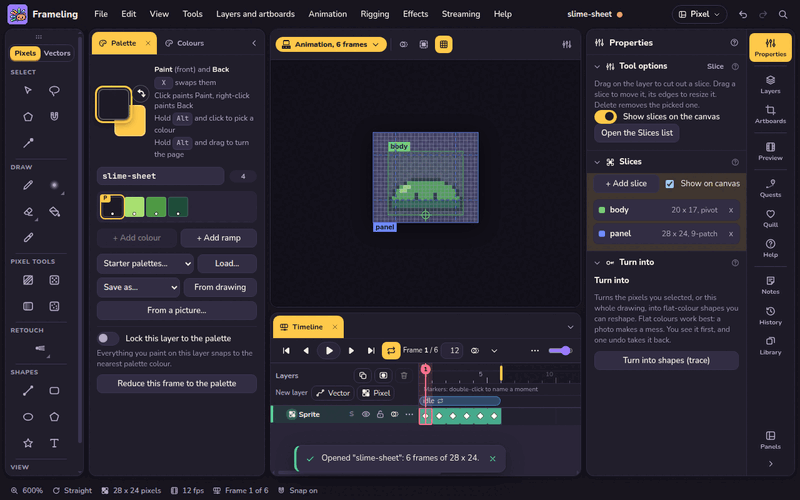 Frameling
File Edit View Tools Layers and artboards Animation Rigging Effects Streaming Help
slime-sheet
Pixel
Pixels Vectors
SELECT
DRAW
PIXEL TOOLS
RETOUCH
SHAPES
VIEW
Palette x Colours
Paint (front) and Back
X swaps them
Click paints Paint, right-click
paints Back
Hold Alt and click to pick a
colour
Hold Alt and drag to turn
the page
slime-sheet 4
P
+ Add colour + Add ramp
Starter palettes... Load...
Save as... From drawing
From a picture...
Lock this layer to the palette
Everything you paint on this layer snaps to the
nearest palette colour.
Reduce this frame to the palette
Animation, 6 frames
body
panel
Timeline x
Frame 1 / 6 12
Layers
New layer Vector Pixel
1 5 10
Markers: double-click to name a moment
idle
Sprite S
Opened "slime-sheet": 6 frames of 28 x 24.
Properties
Tool options Slice
Drag on the layer to cut out a slice. Drag a
slice to move it, its edges to resize it.
Delete removes the picked one.
Show slices on the canvas
Open the Slices list
Slices
+ Add slice Show on canvas
body 20 x 17, pivot x
panel 28 x 24, 9-patch x
Turn into
Turn into
Turns the pixels you selected, or this
whole drawing, into flat-colour shapes you
can reshape. Flat colours work best: a
photo makes a mess. You see it first, and
one undo takes it back.
Turn into shapes (trace)
Properties
Layers
Artboards
Preview
Quests
Quill
Help
Notes
History
Library
Panels
600% Straight 28 x 24 pixels 12 fps Frame 1 of 6 Snap on